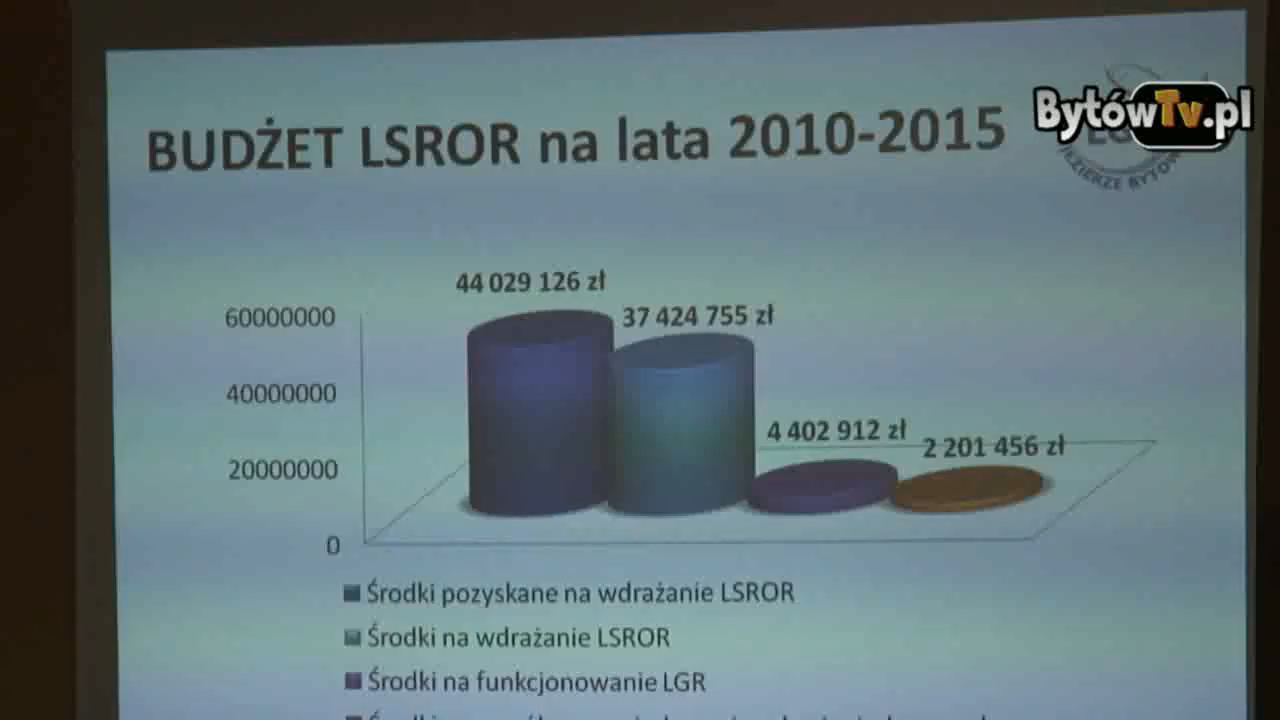 BytówTv.pl
BUDŻET LSROR na lata 2010-2015
44 029 126 zł
37 424 755 zł
4 402 912 zł
2 201 456 zł
60000000
40000000
20000000
0
Środki pozyskane na wdrażanie LSROR
Środki na wdrażanie LSROR
Środki na funkcjonowanie LGR